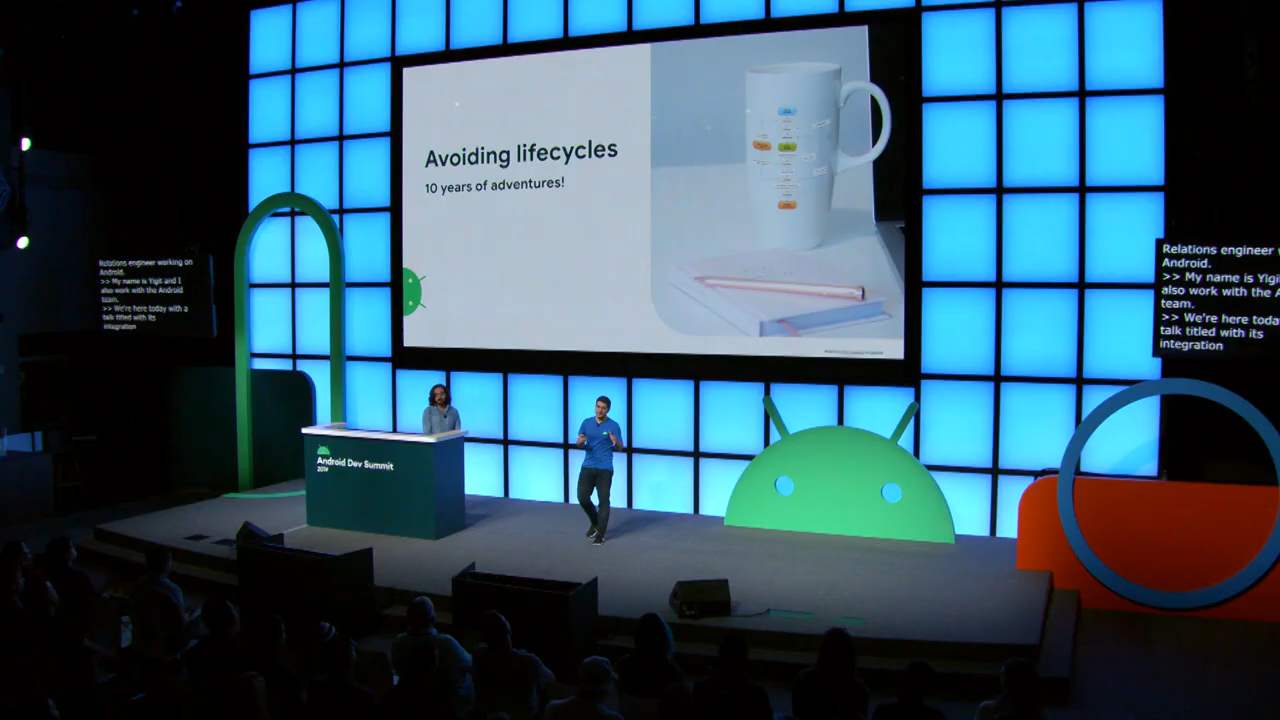 Avoiding lifecycles
10 years of adventures!
Relations engineer on
Android.
>> My name is Yigit and I
also work with the Android
team.
>> We're here today with a
talk titled with its
integration
Relations engineer
Android.
>> My name is Yigi
also work with the A
team.
>> We're here toda
talk titled with its
integration
Android Dev Summit
2019